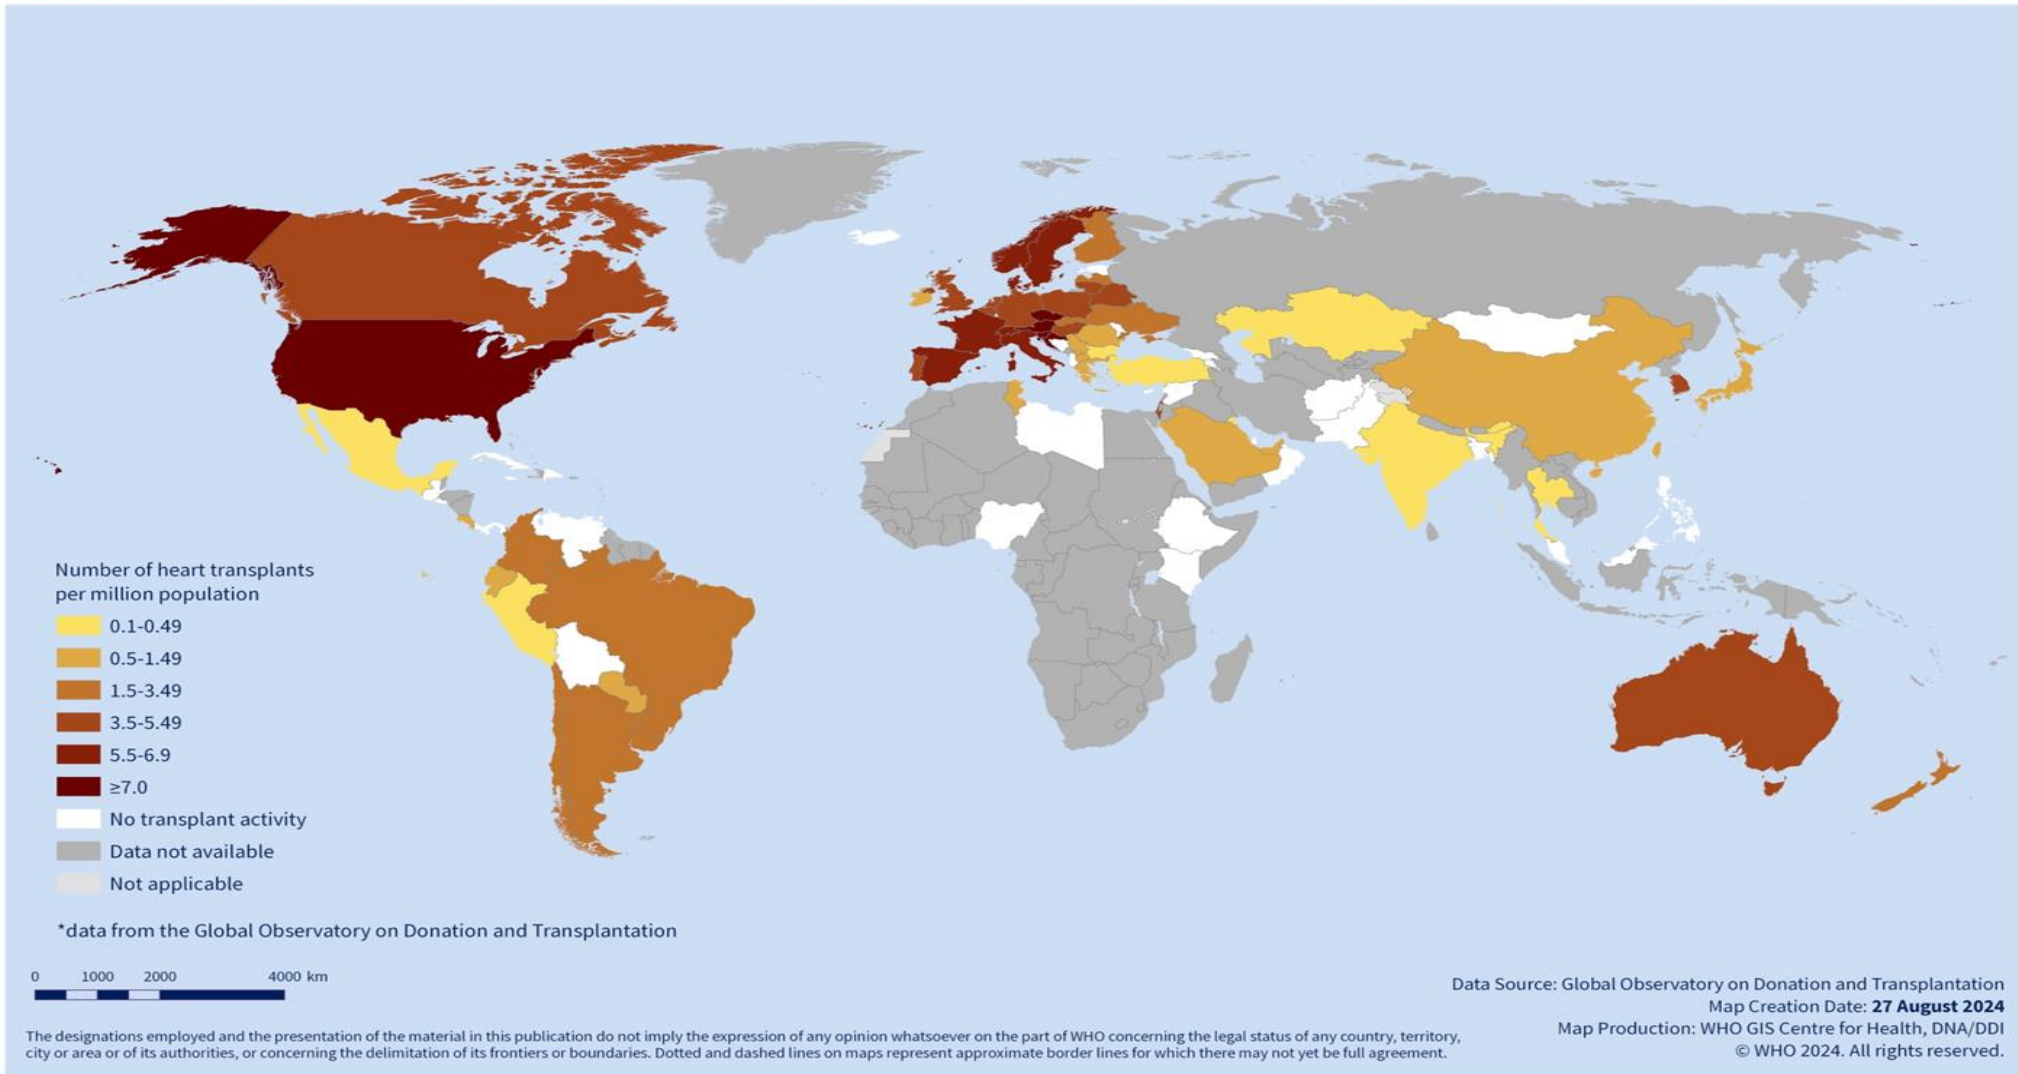 Number of heart transplants
per million population
0.1-0.49
0.5-1.49
1.5-3.49
3.5-5.49
5.5-6.9
≥7.0
No transplant activity
Data not available
Not applicable
*data from the Global Observatory on Donation and Transplantation
0 1000 2000 4000 km
Data Source: Global Observatory on Donation and Transplantation
Map Creation Date: 27 August 2024
Map Production: WHO GIS Centre for Health, DNA/DDI
© WHO 2024. All rights reserved.
The designations employed and the presentation of the material in this publication do not imply the expression of any opinion whatsoever on the part of WHO concerning the legal status of any country, territory,
city or area or of its authorities, or concerning the delimitation of its frontiers or boundaries. Dotted and dashed lines on maps represent approximate border lines for which there may not yet be full agreement.